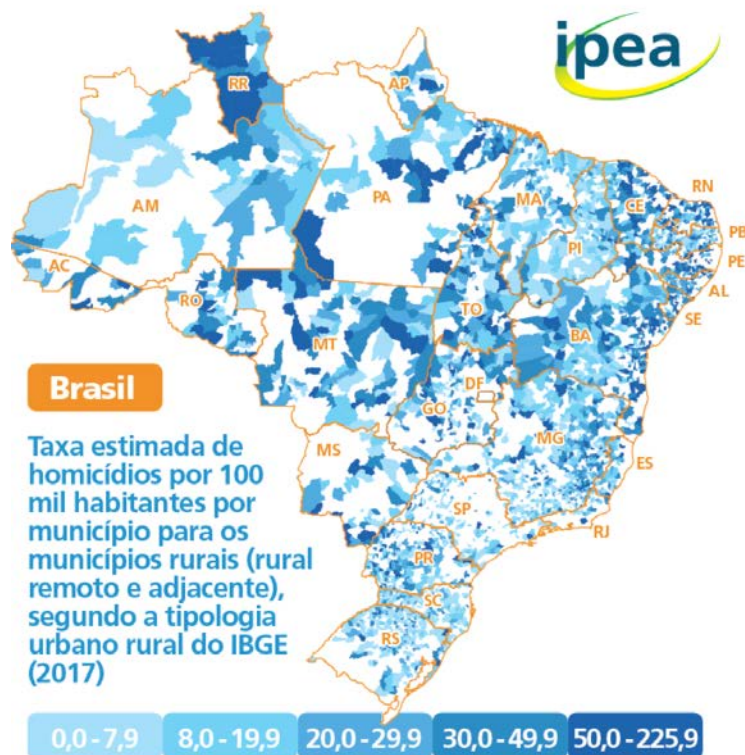 ipea
RR
AP
AM
PA
MA
CE
RN
PB
PI
PE
AC
AL
RO
TO
SE
BA
MT
Brasil
DF
GO
MG
MS
ES
SP
RJ
PR
SC
RS
Taxa estimada de
homicídios por 100
mil habitantes por
município para os
municípios rurais (rural
remoto e adjacente),
segundo a tipologia
urbano rural do IBGE
(2017)
0,0 - 7,9
8,0 - 19,9
20,0 - 29,9
30,0 - 49,9
50,0 - 225,9